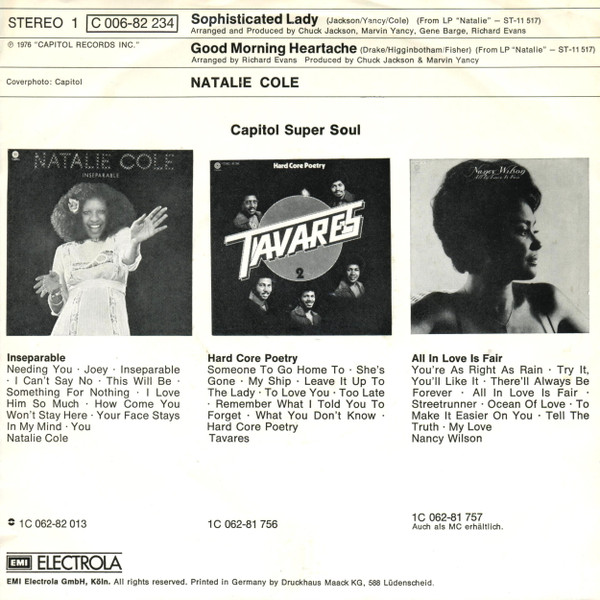 STEREO 1 C 006-82 234 Sophisticated Lady (Jackson/Yancy/Cole) (From LP "Natalie" – ST-11 517)
Arranged and Produced by Chuck Jackson, Marvin Yancy, Gene Barge, Richard Evans
℗ 1976 "CAPITOL RECORDS INC." Good Morning Heartache (Drake/Higginbotham/Fisher) (From LP "Natalie" – ST-11 517)
Arranged by Richard Evans Produced by Chuck Jackson & Marvin Yancy
Coverphoto: Capitol NATALIE COLE
Capitol Super Soul
NATALIE COLE
INSEPARABLE
Hard Core Poetry
TAVARES
2
Nancy Wilson
All In Love Is Fair
Inseparable
Needing You · Joey · Inseparable
· I Can't Say No · This Will Be ·
Something For Nothing · I Love
Him So Much · How Come You
Won't Stay Here · Your Face Stays
In My Mind · You
Natalie Cole
Hard Core Poetry
Someone To Go Home To · She's
Gone · My Ship · Leave It Up To
The Lady · To Love You · Too Late
· Remember What I Told You To
Forget · What You Don't Know ·
Hard Core Poetry
Tavares
All In Love Is Fair
You're As Right As Rain · Try It,
You'll Like It · There'll Always Be
Forever · All In Love Is Fair ·
Streetrunner · Ocean Of Love · To
Make It Easier On You · Tell The
Truth · My Love
Nancy Wilson
1C 062-82 013
1C 062-81 756
1C 062-81 757
Auch als MC erhältlich.
EMI ELECTROLA
EMI Electrola GmbH, Köln. All rights reserved. Printed in Germany by Druckhaus Maack KG, 588 Lüdenscheid.